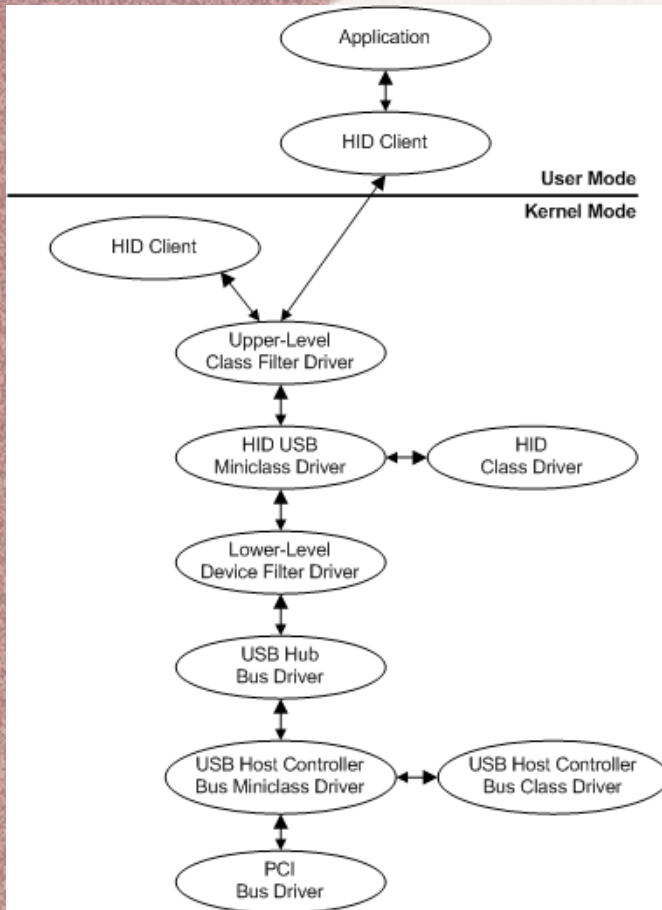 Application
HID Client
User Mode
Kernel Mode
HID Client
Upper-Level
Class Filter Driver
HID USB
Miniclass Driver
HID
Class Driver
Lower-Level
Device Filter Driver
USB Hub
Bus Driver
USB Host Controller
Bus Miniclass Driver
USB Host Controller
Bus Class Driver
PCI
Bus Driver